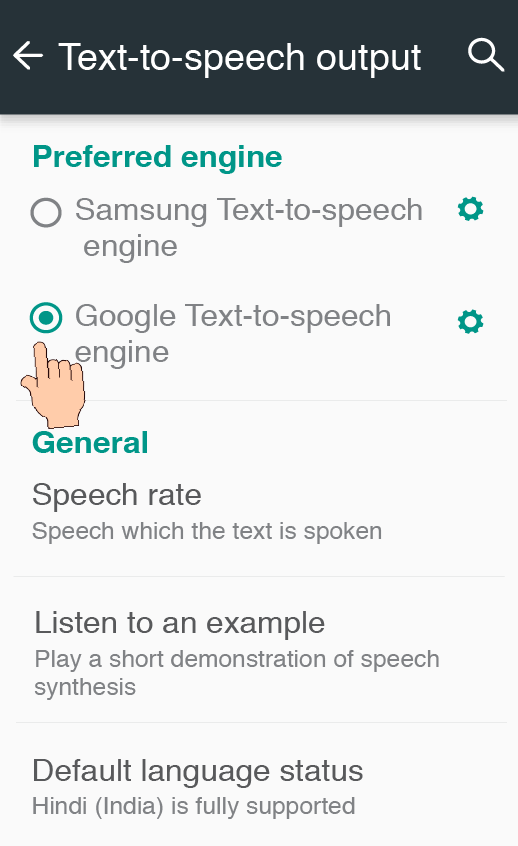 Text-to-speech output
Preferred engine
Samsung Text-to-speech
engine
Google Text-to-speech
engine
General
Speech rate
Speech which the text is spoken
Listen to an example
Play a short demonstration of speech
synthesis
Default language status
Hindi (India) is fully supported